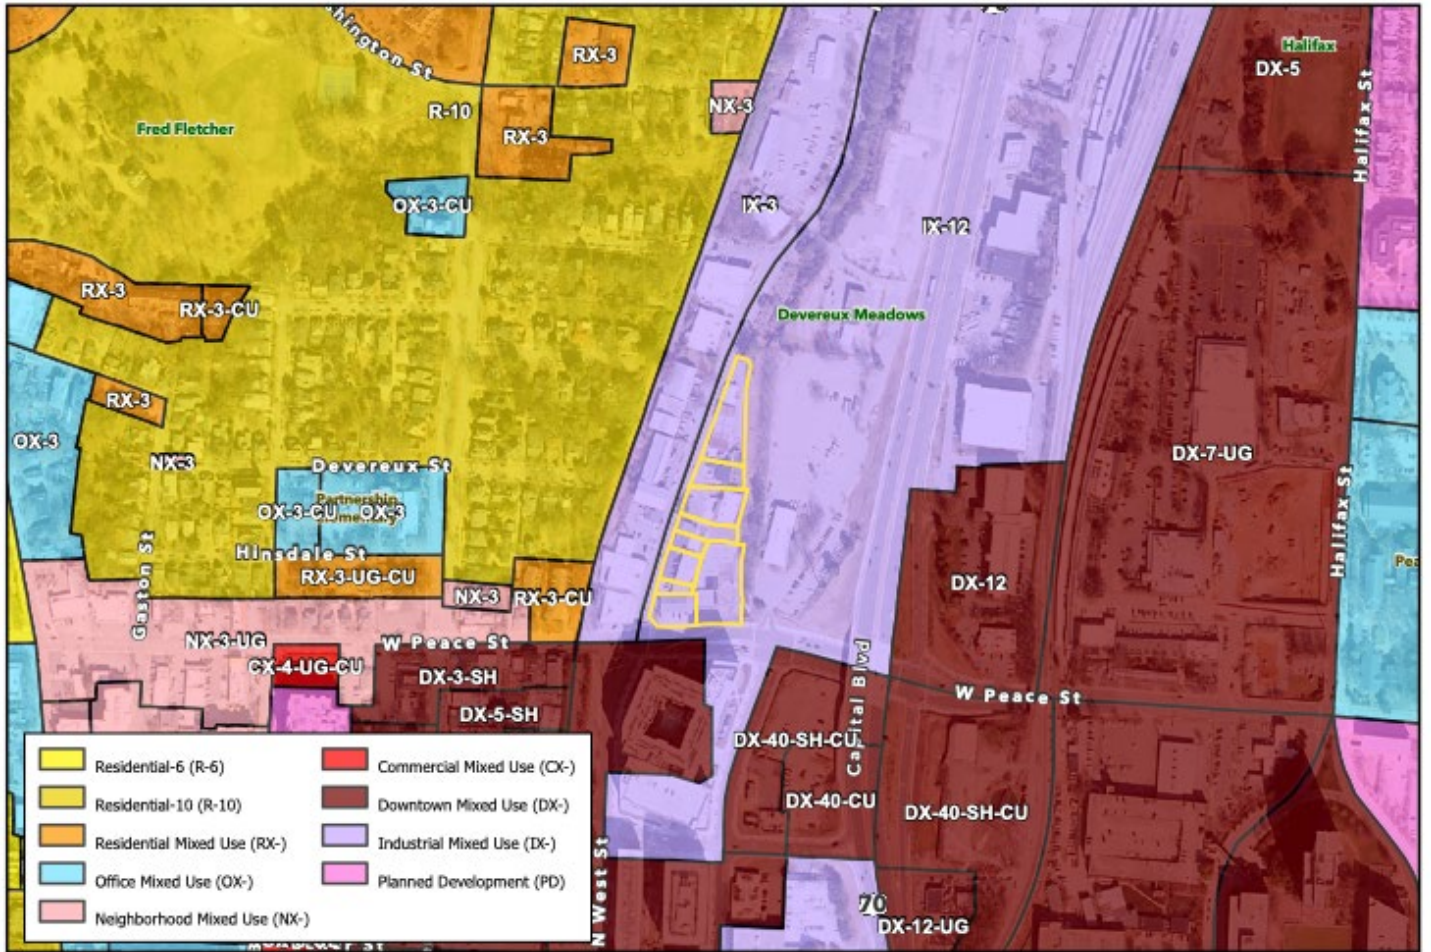 shington St
Halifax
DX-5
RX-3
Halifax St
R-10
NX-3
Fred Fletcher
RX-3
OX-3-CU
IX-3
IX-12
RX-3
RX-3-CU
Devereux Meadows
RX-3
OX-3
NX-3
Devereux St
DX-7-UG
Partnership
OX-3-CU
OX-3
Halifax St
Gaston St
Hinsdale St
RX-3-UG-CU
DX-12
Pea
NX-3
RX-3-CU
NX-3-UG
W Peace St
CX-4-UG-CU
DX-3-SH
Capital Blvd
W Peace St
DX-5-SH
DX-40-SH-CU
DX-40-CU
DX-40-SH-CU
Residential-6 (R-6)
Residential-10 (R-10)
Residential Mixed Use (RX-)
Office Mixed Use (OX-)
Neighborhood Mixed Use (NX-)
Commercial Mixed Use (CX-)
Downtown Mixed Use (DX-)
Industrial Mixed Use (IX-)
Planned Development (PD)
N West St
70
DX-12-UG